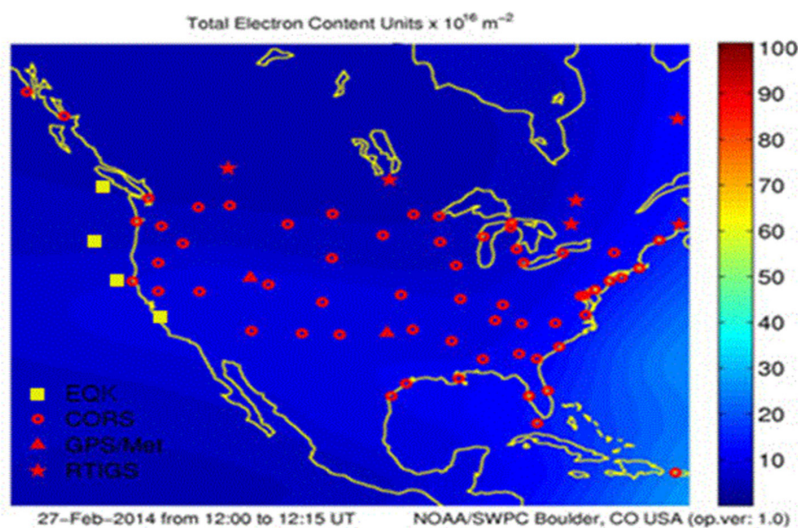 Total Electron Content Units x 10¹⁶ m⁻²
100
90
80
70
60
50
40
30
20
10
EQK
CORS
GPS/Met
RTIGS
27-Feb-2014 from 12:00 to 12:15 UT
NOAA/SWPC Boulder, CO USA (op.ver: 1.0)